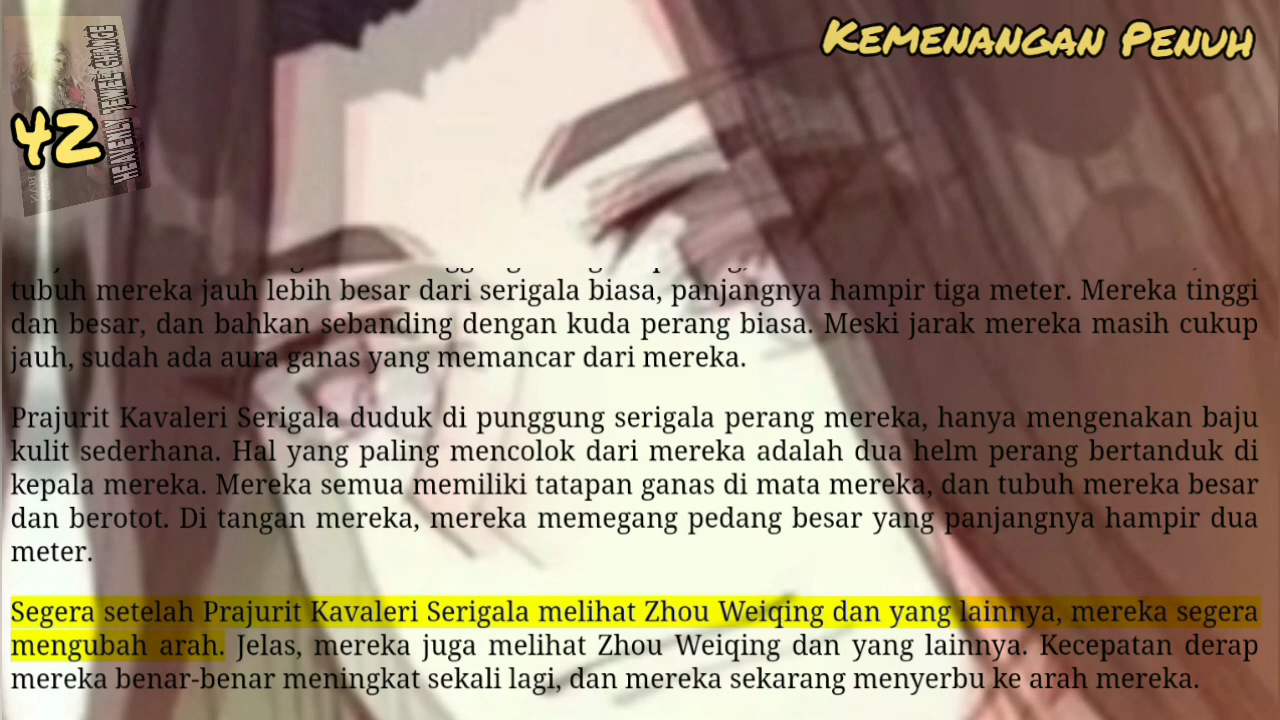 Kemenangan Penuh
42
HEAVENLY JEWEL CHANGE
tubuh mereka jauh lebih besar dari serigala biasa, panjangnya hampir tiga meter. Mereka tinggi
dan besar, dan bahkan sebanding dengan kuda perang biasa. Meski jarak mereka masih cukup
jauh, sudah ada aura ganas yang memancar dari mereka.
Prajurit Kavaleri Serigala duduk di punggung serigala perang mereka, hanya mengenakan baju
kulit sederhana. Hal yang paling mencolok dari mereka adalah dua helm perang bertanduk di
kepala mereka. Mereka semua memiliki tatapan ganas di mata mereka, dan tubuh mereka besar
dan berotot. Di tangan mereka, mereka memegang pedang besar yang panjangnya hampir dua
meter.
Segera setelah Prajurit Kavaleri Serigala melihat Zhou Weiqing dan yang lainnya, mereka segera
mengubah arah. Jelas, mereka juga melihat Zhou Weiqing dan yang lainnya. Kecepatan derap
mereka benar-benar meningkat sekali lagi, dan mereka sekarang menyerbu ke arah mereka.